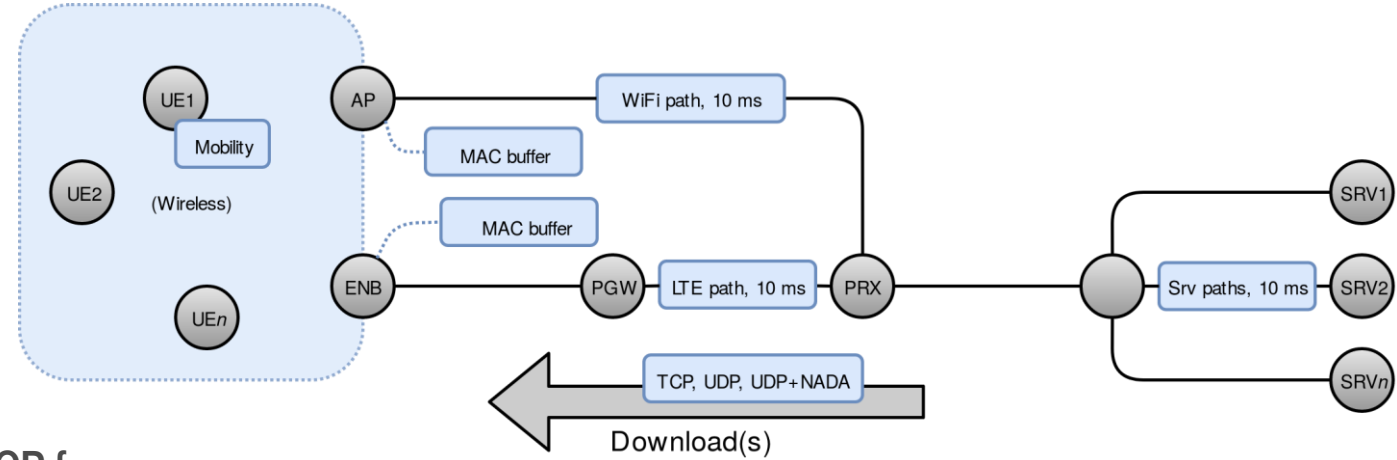 UE1
AP
WiFi path, 10 ms
Mobility
MAC buffer
UE2
(Wireless)
SRV1
MAC buffer
ENB
PGW
LTE path, 10 ms
PRX
Srv paths, 10 ms
SRV2
UEn
TCP, UDP, UDP+NADA
SRVn
Download(s)